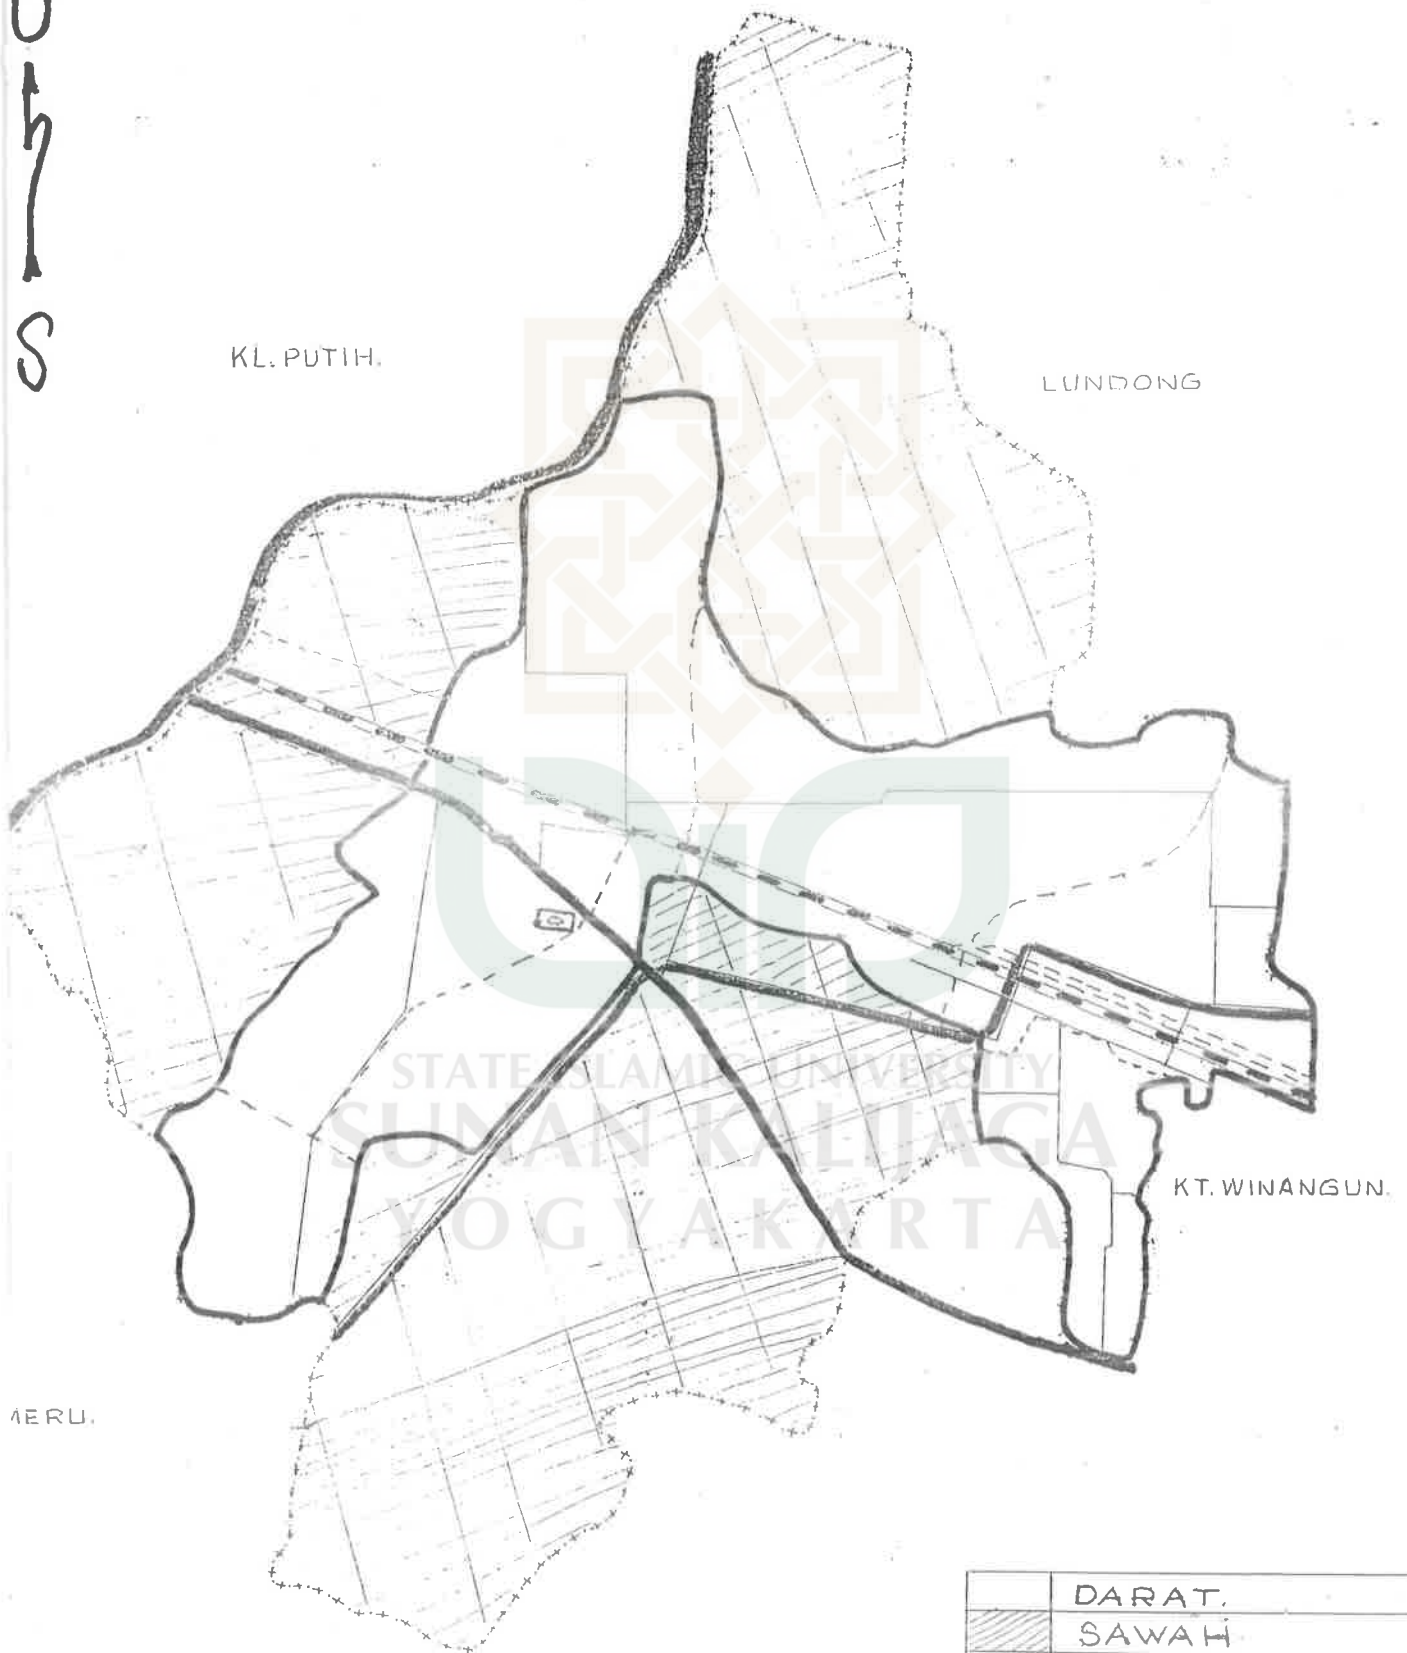 S
KL. PUTIH.
LUNDONG
STATE ISLAMIC UNIVERSITY
SUNAN KALIJAGA
YOGYAKARTA
KT. WINANGUN.
DARAT.
SAWAH